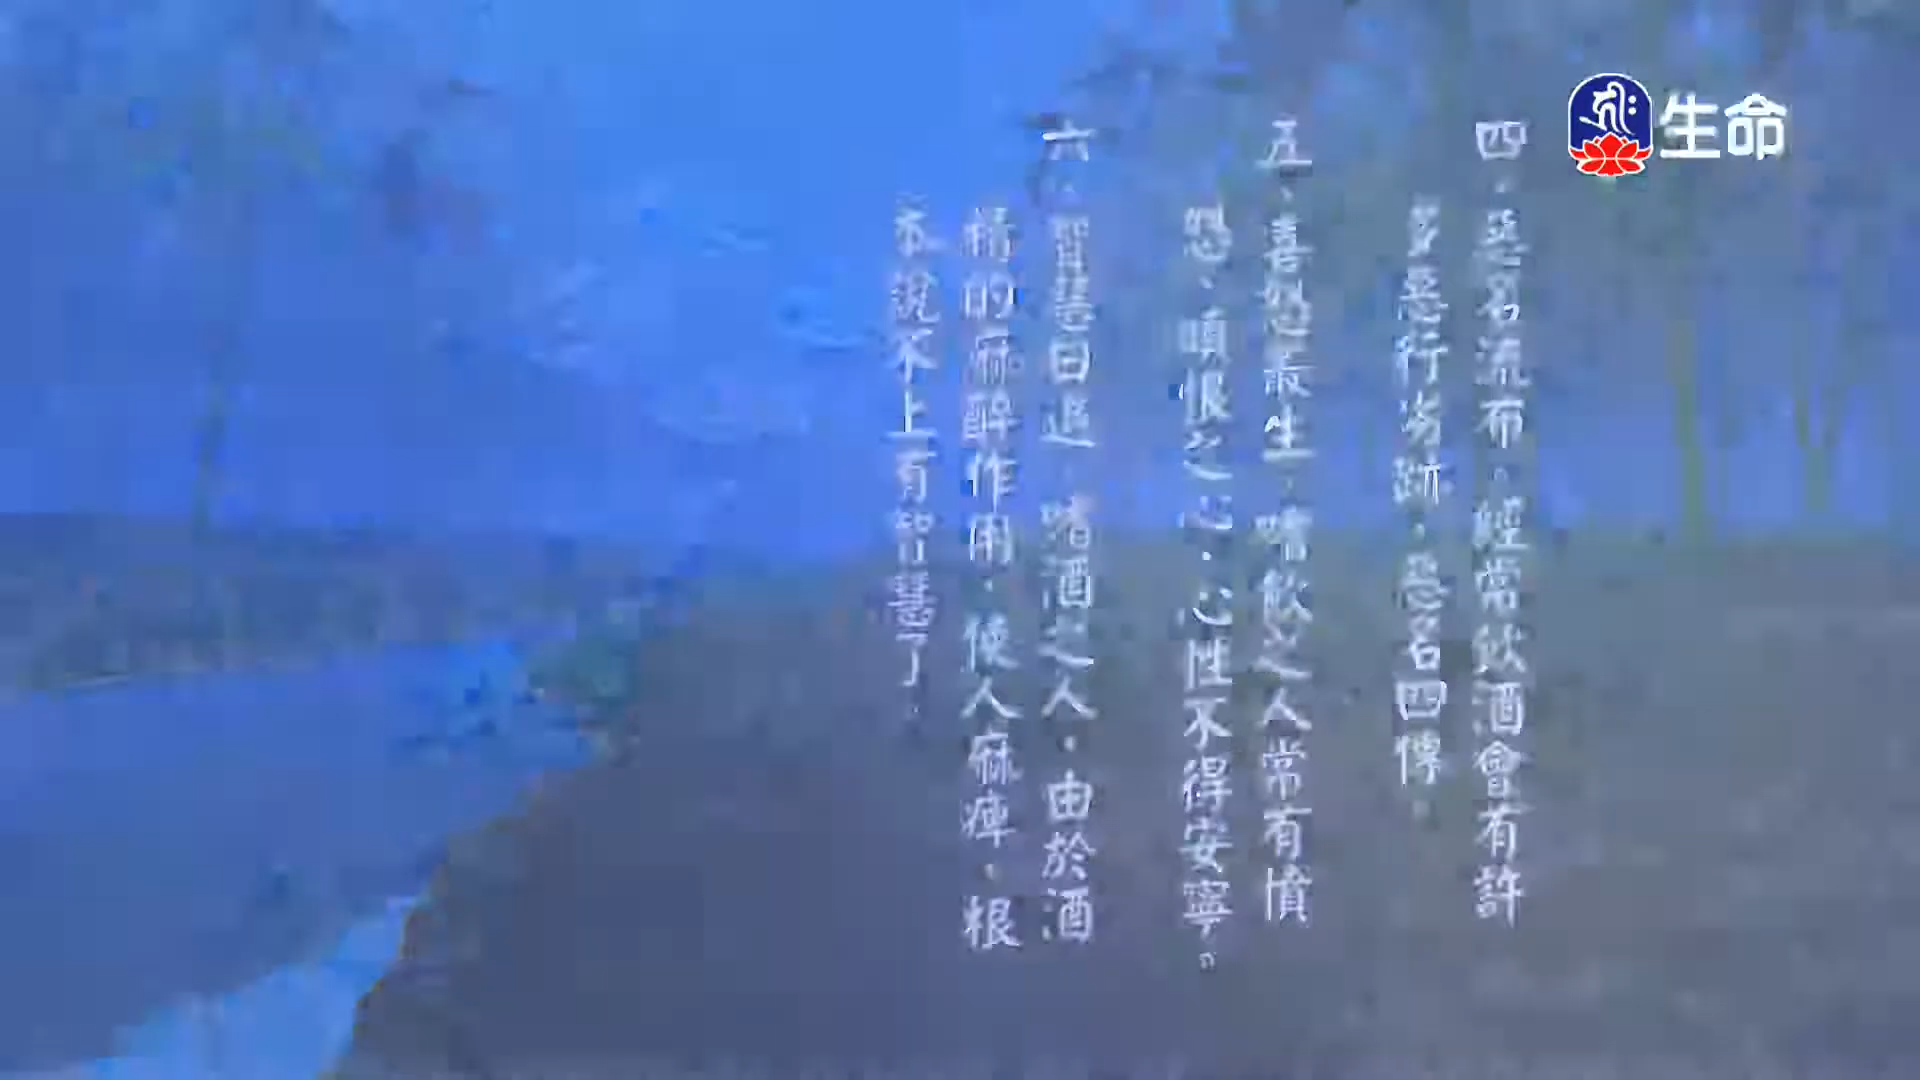 生命
四、惡名流布。經常飲酒會有許
多惡行劣跡，惡名四傳。
五、喜怒叢生，嗜飲之人常有憤
怒、瞋恨之心，心性不得安寧。
六、智慧日退，嗜酒之人，由於酒
精的麻醉作用，使人麻痺，根
本說不上有智慧了。